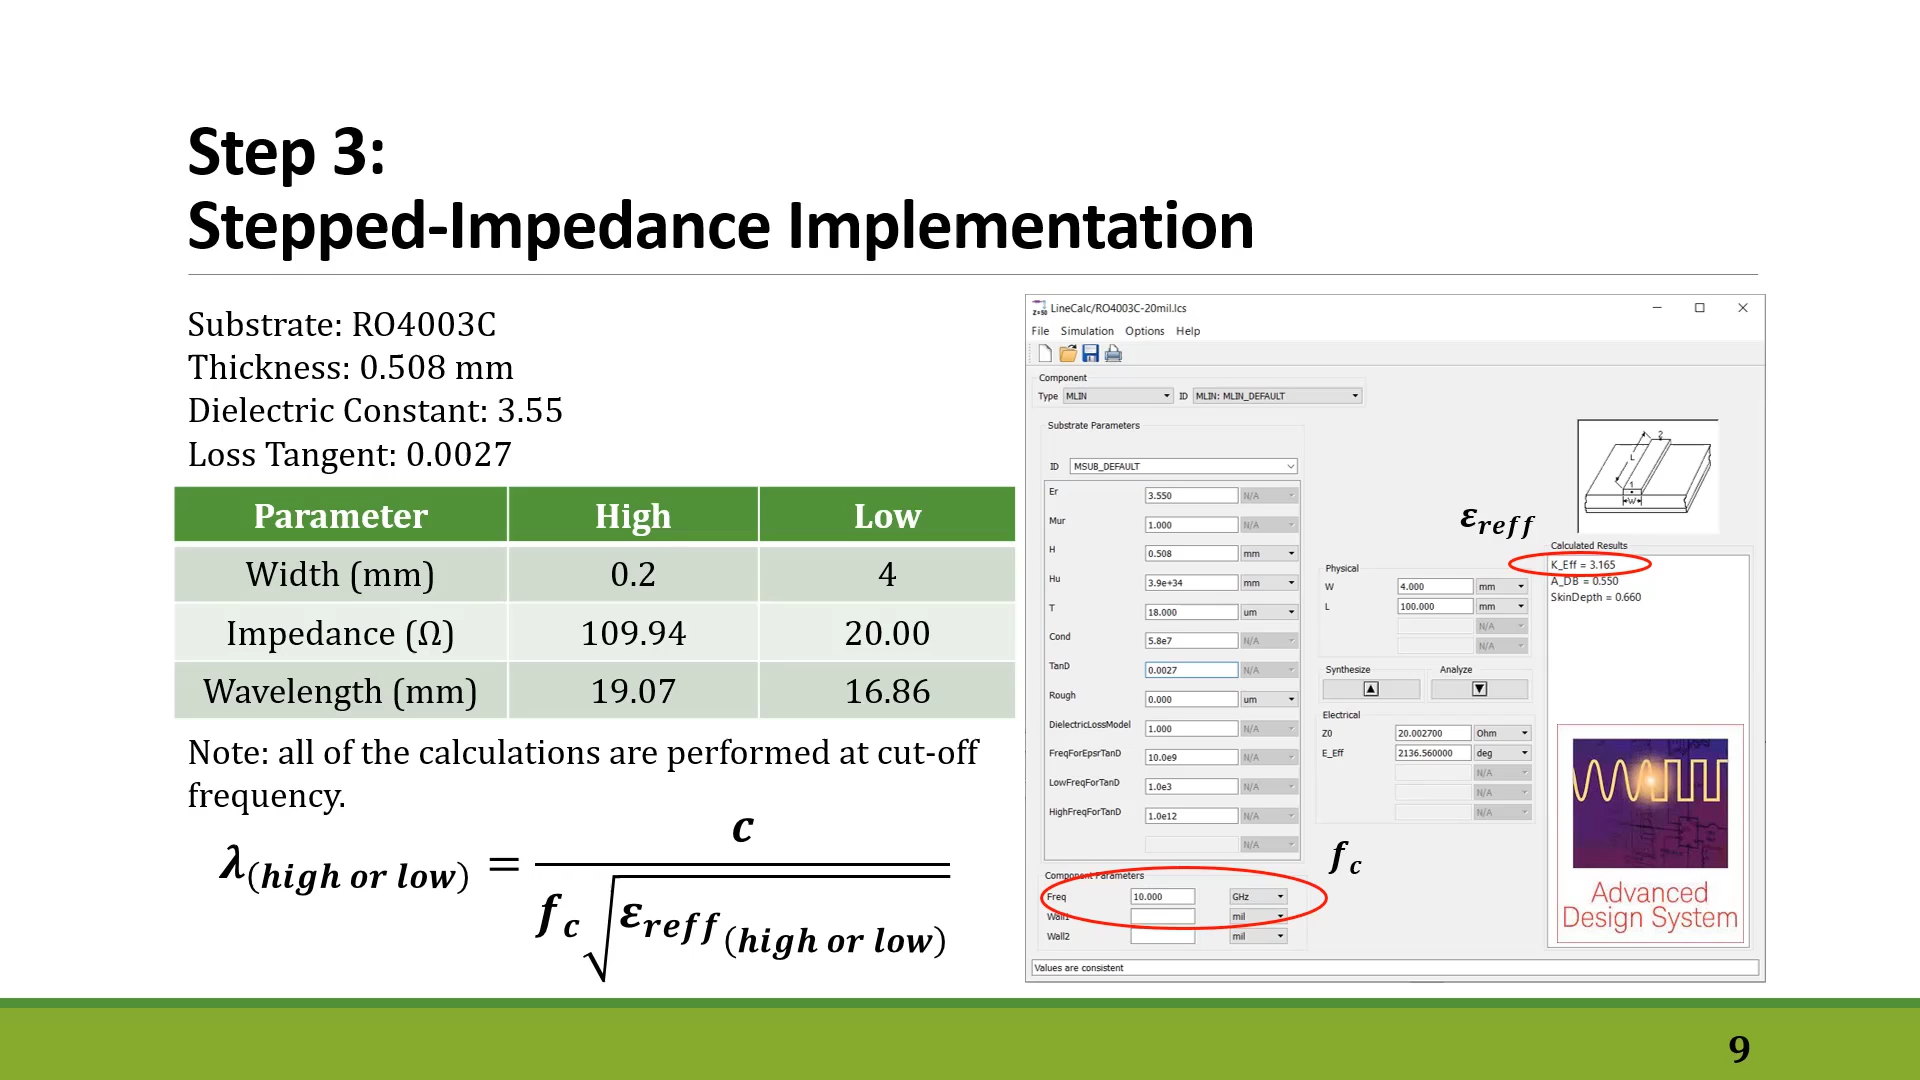 Step 3:
Stepped-Impedance Implementation
Substrate: RO4003C
Thickness: 0.508 mm
Dielectric Constant: 3.55
Loss Tangent: 0.0027
Parameter High Low
Width (mm) 0.2 4
Impedance (Ω) 109.94 20.00
Wavelength (mm) 19.07 16.86
Note: all of the calculations are performed at cut-off
frequency.
λ(high or low) = c / f_c √ε_reff(high or low)
LineCalc/RO4003C-20mil.lcs
File Simulation Options Help
Component
Type MLIN ID MLIN: MLIN_DEFAULT
Substrate Parameters
ID MSUB_DEFAULT
Er 3.550 N/A
Mur 1.000 N/A
H 0.508 mm
Hu 3.9e+34 mm
T 18.000 um
Cond 5.8e7 N/A
TanD 0.0027 N/A
Rough 0.000 um
DielectricLossModel 1.000 N/A
FreqForEpsrTanD 10.0e9 N/A
LowFreqForTanD 1.0e3 N/A
HighFreqForTanD 1.0e12 N/A
N/A
Component Parameters
Freq 10.000 GHz
Wall1 mil
Wall2 mil
f_c
Physical
W 4.000 mm
L 100.000 mm
N/A
N/A
Synthesize Analyze
Electrical
Z0 20.002700 Ohm
E_Eff 2136.560000 deg
N/A
N/A
N/A
ε_reff
L
W
1
2
Calculated Results
K_Eff = 3.165
A_DB = 0.550
SkinDepth = 0.660
Advanced
Design System
Values are consistent
9